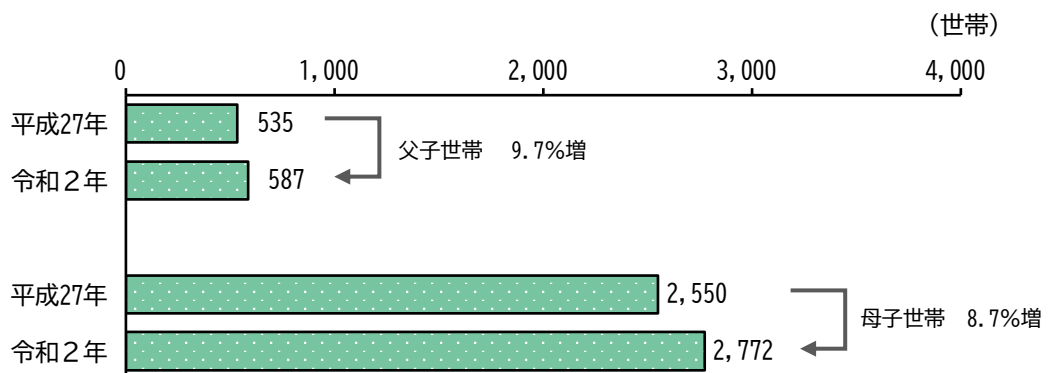 （世帯）
0 1,000 2,000 3,000 4,000
平成27年 535
父子世帯 9.7%増
令和２年 587
平成27年 2,550
母子世帯 8.7%増
令和２年 2,772